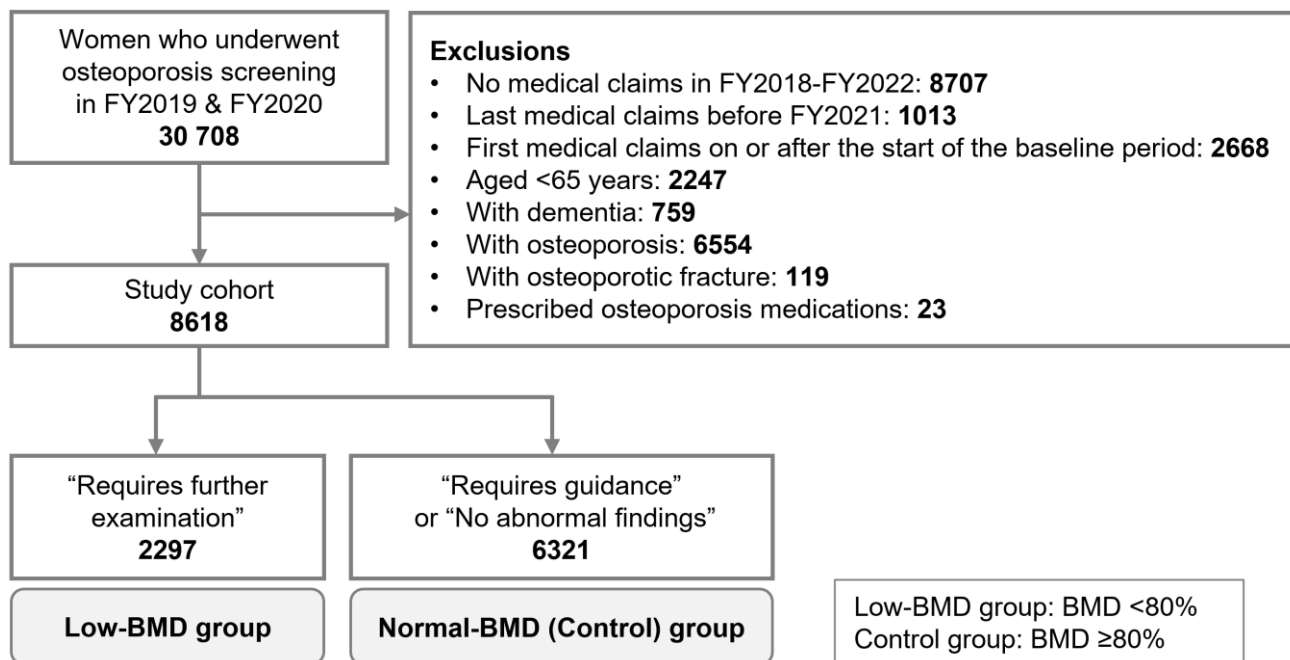 Women who underwent
osteoporosis screening
in FY2019 & FY2020
30 708
Exclusions
• No medical claims in FY2018-FY2022: 8707
• Last medical claims before FY2021: 1013
• First medical claims on or after the start of the baseline period: 2668
• Aged <65 years: 2247
• With dementia: 759
• With osteoporosis: 6554
• With osteoporotic fracture: 119
• Prescribed osteoporosis medications: 23
Study cohort
8618
“Requires further
examination”
2297
“Requires guidance”
or “No abnormal findings”
6321
Low-BMD group
Normal-BMD (Control) group
Low-BMD group: BMD <80%
Control group: BMD ≥80%